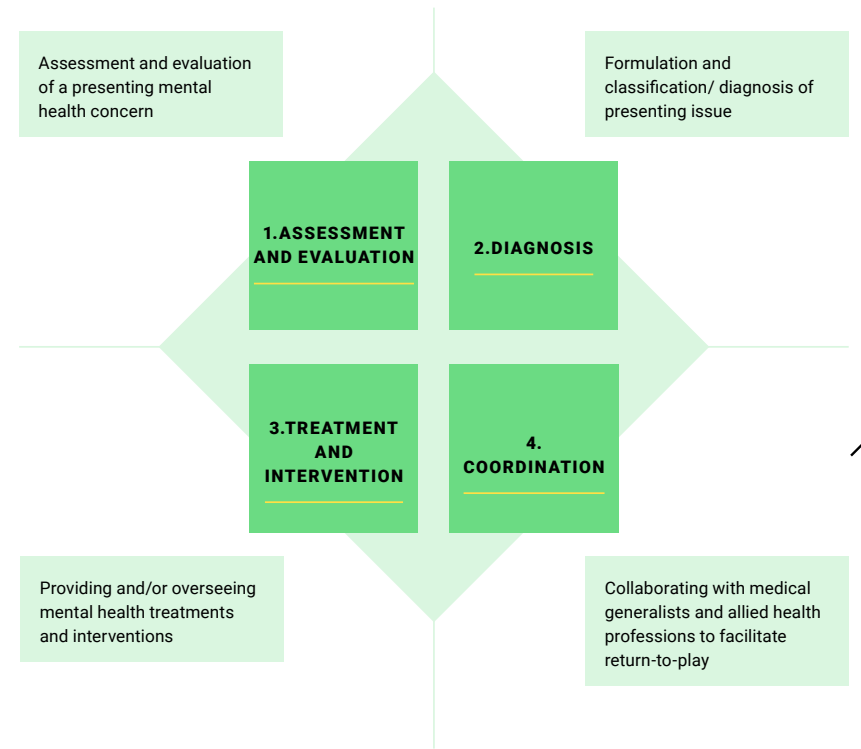 Assessment and evaluation
of a presenting mental
health concern
Formulation and
classification/ diagnosis of
presenting issue
1.ASSESSMENT
AND EVALUATION
2.DIAGNOSIS
3.TREATMENT
AND
INTERVENTION
4.
COORDINATION
Providing and/or overseeing
mental health treatments
and interventions
Collaborating with medical
generalists and allied health
professions to facilitate
return-to-play